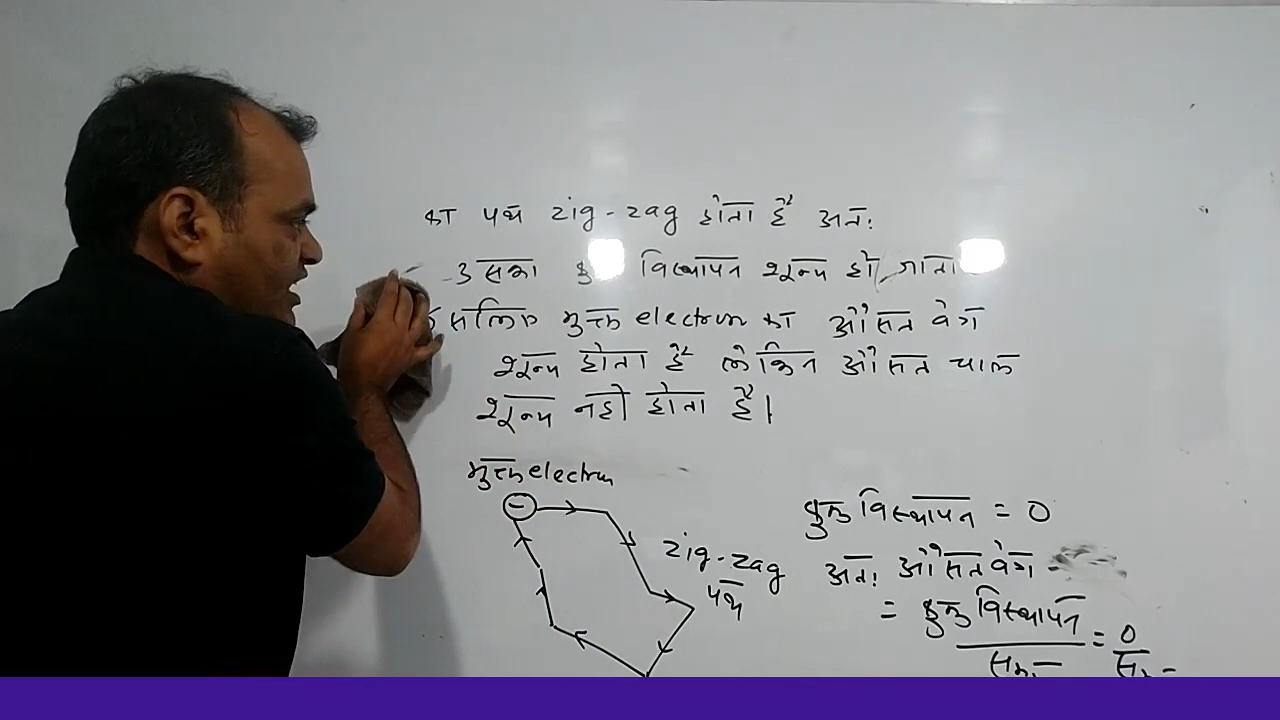 का पथ zig-zag होता है अतः
उसका विस्थापन शून्य हो जाता
इसलिए मुक्त electron का औसत वेग
शून्य होता है लेकिन औसत चाल
शून्य नही होता है।
मुक्त electron
−
zig-zag
पथ
कुल विस्थापन = 0
अतः औसत वेग
= कुल विस्थापन = 0